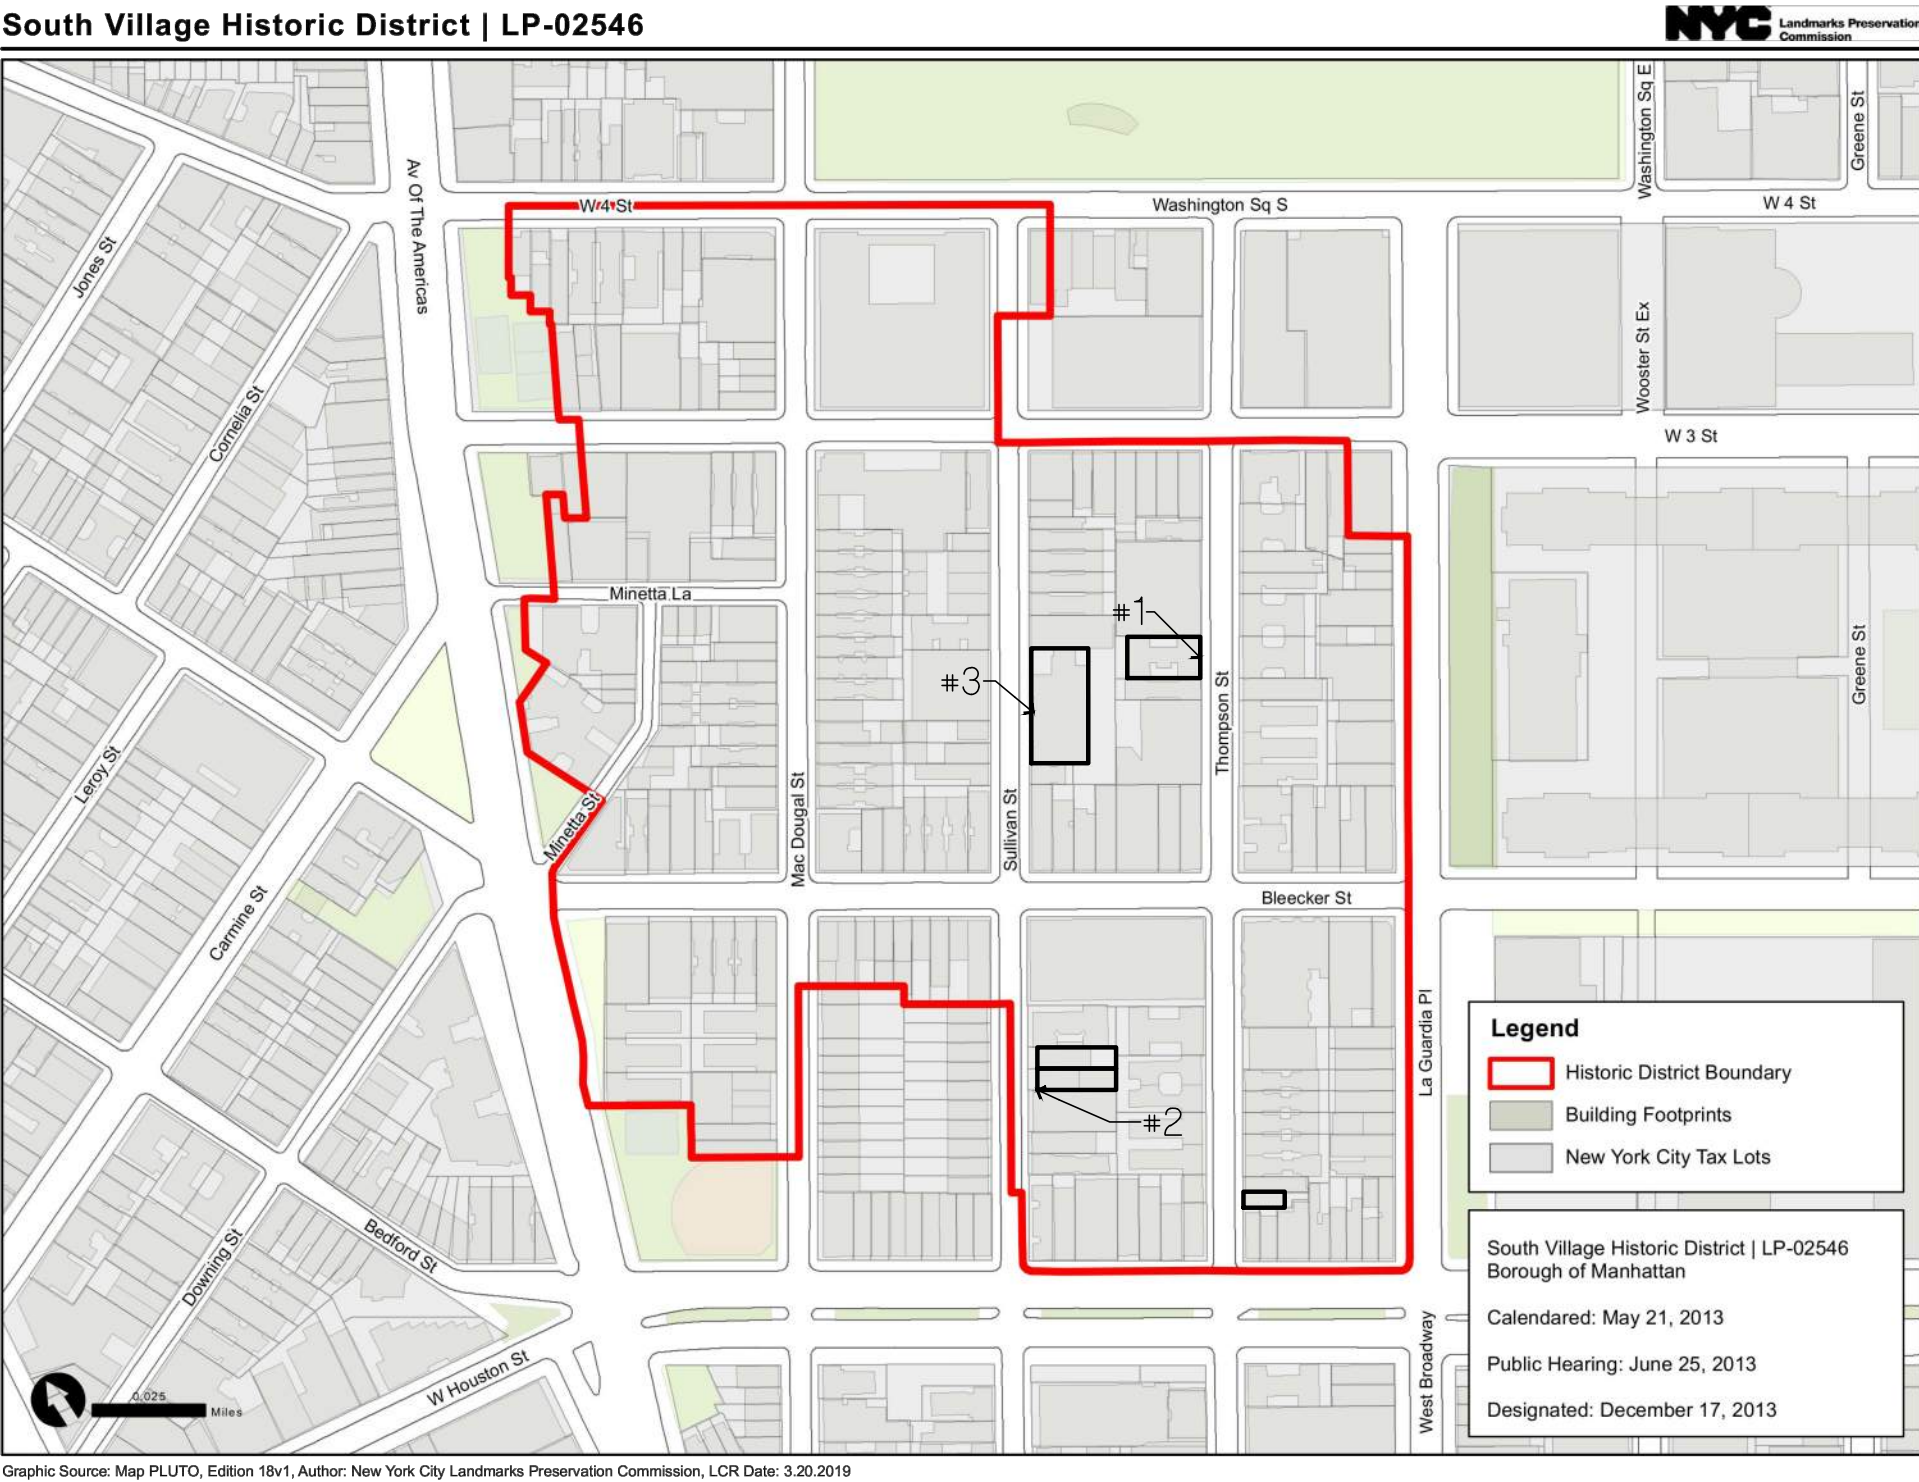 South Village Historic District | LP-02546
NYC Landmarks Preservation
Commission
Washington Sq E
Greene St
Av Of The Americas
W 4 St
Washington Sq S
W 4 St
Jones St
Wooster St Ex
Cornelia St
W 3 St
Minetta La
#1
#3
Thompson St
Greene St
Leroy St
Mac Dougal St
Sullivan St
Minetta St
Carmine St
Bleecker St
La Guardia Pl
#2
Downing St
Bedford St
W Houston St
West Broadway
Legend
Historic District Boundary
Building Footprints
New York City Tax Lots
South Village Historic District | LP-02546
Borough of Manhattan
Calendared: May 21, 2013
Public Hearing: June 25, 2013
Designated: December 17, 2013
0.025
Miles
Graphic Source: Map PLUTO, Edition 18v1, Author: New York City Landmarks Preservation Commission, LCR Date: 3.20.2019